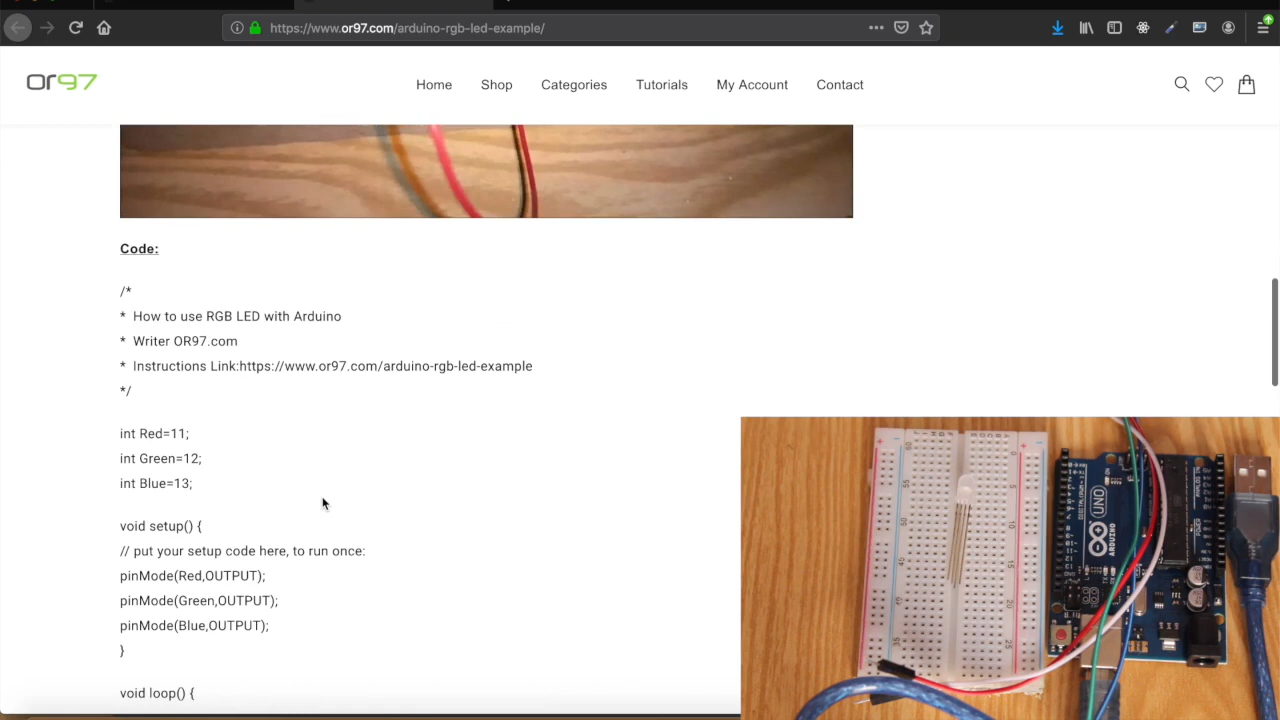 https://www.or97.com/arduino-rgb-led-example/
or97
Home Shop Categories Tutorials My Account Contact
Code:
/*
* How to use RGB LED with Arduino
* Writer OR97.com
* Instructions Link:https://www.or97.com/arduino-rgb-led-example
*/
int Red=11;
int Green=12;
int Blue=13;
void setup() {
// put your setup code here, to run once:
pinMode(Red,OUTPUT);
pinMode(Green,OUTPUT);
pinMode(Blue,OUTPUT);
}
void loop() {
UNO
ARDUINO